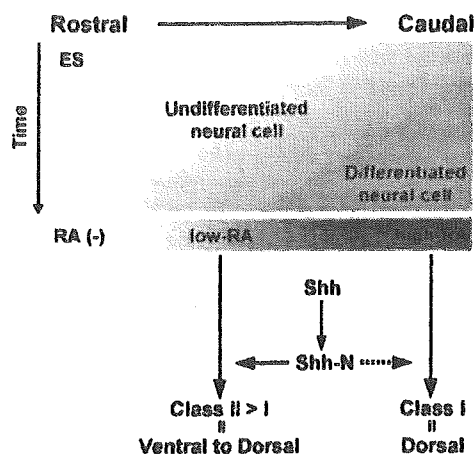 Rostral Caudal
ES
Time
Undifferentiated
neural cell
Differentiated
neural cell
RA (-) low-RA
Shh
Shh-N
Class II > I Class I
= =
Ventral to Dorsal Dorsal